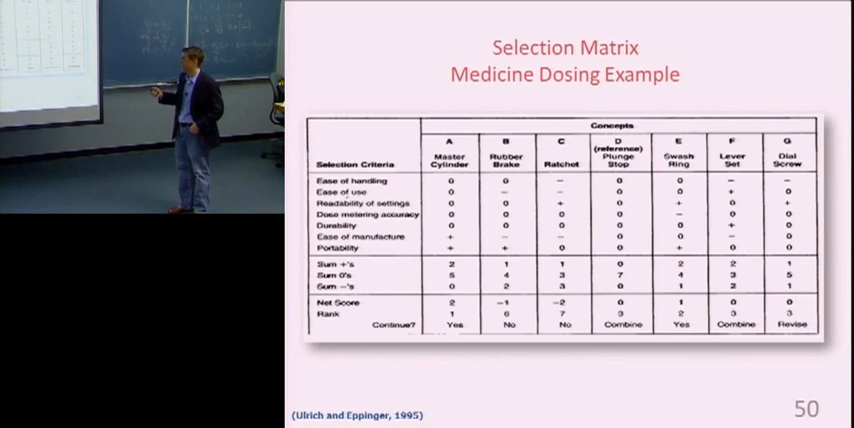 Selection Matrix
Medicine Dosing Example
Concepts
A B C D E F G
(reference)
Selection Criteria Master Cylinder Rubber Brake Ratchet Plunge Stop Swash Ring Lever Set Dial Screw
Ease of handling 0 0 – 0 0 – –
Ease of use 0 – – 0 0 + 0
Readability of settings 0 0 + 0 + 0 +
Dose metering accuracy 0 0 0 0 – 0 0
Durability 0 0 0 0 0 + 0
Ease of manufacture + – – 0 0 – 0
Portability + + 0 0 + 0 0
Sum +'s 2 1 1 0 2 2 1
Sum 0's 5 4 3 7 4 3 5
Sum –'s 0 2 3 0 1 2 1
Net Score 2 –1 –2 0 1 0 0
Rank 1 6 7 3 2 3 3
Continue? Yes No No Combine Yes Combine Revise
(Ulrich and Eppinger, 1995)
50